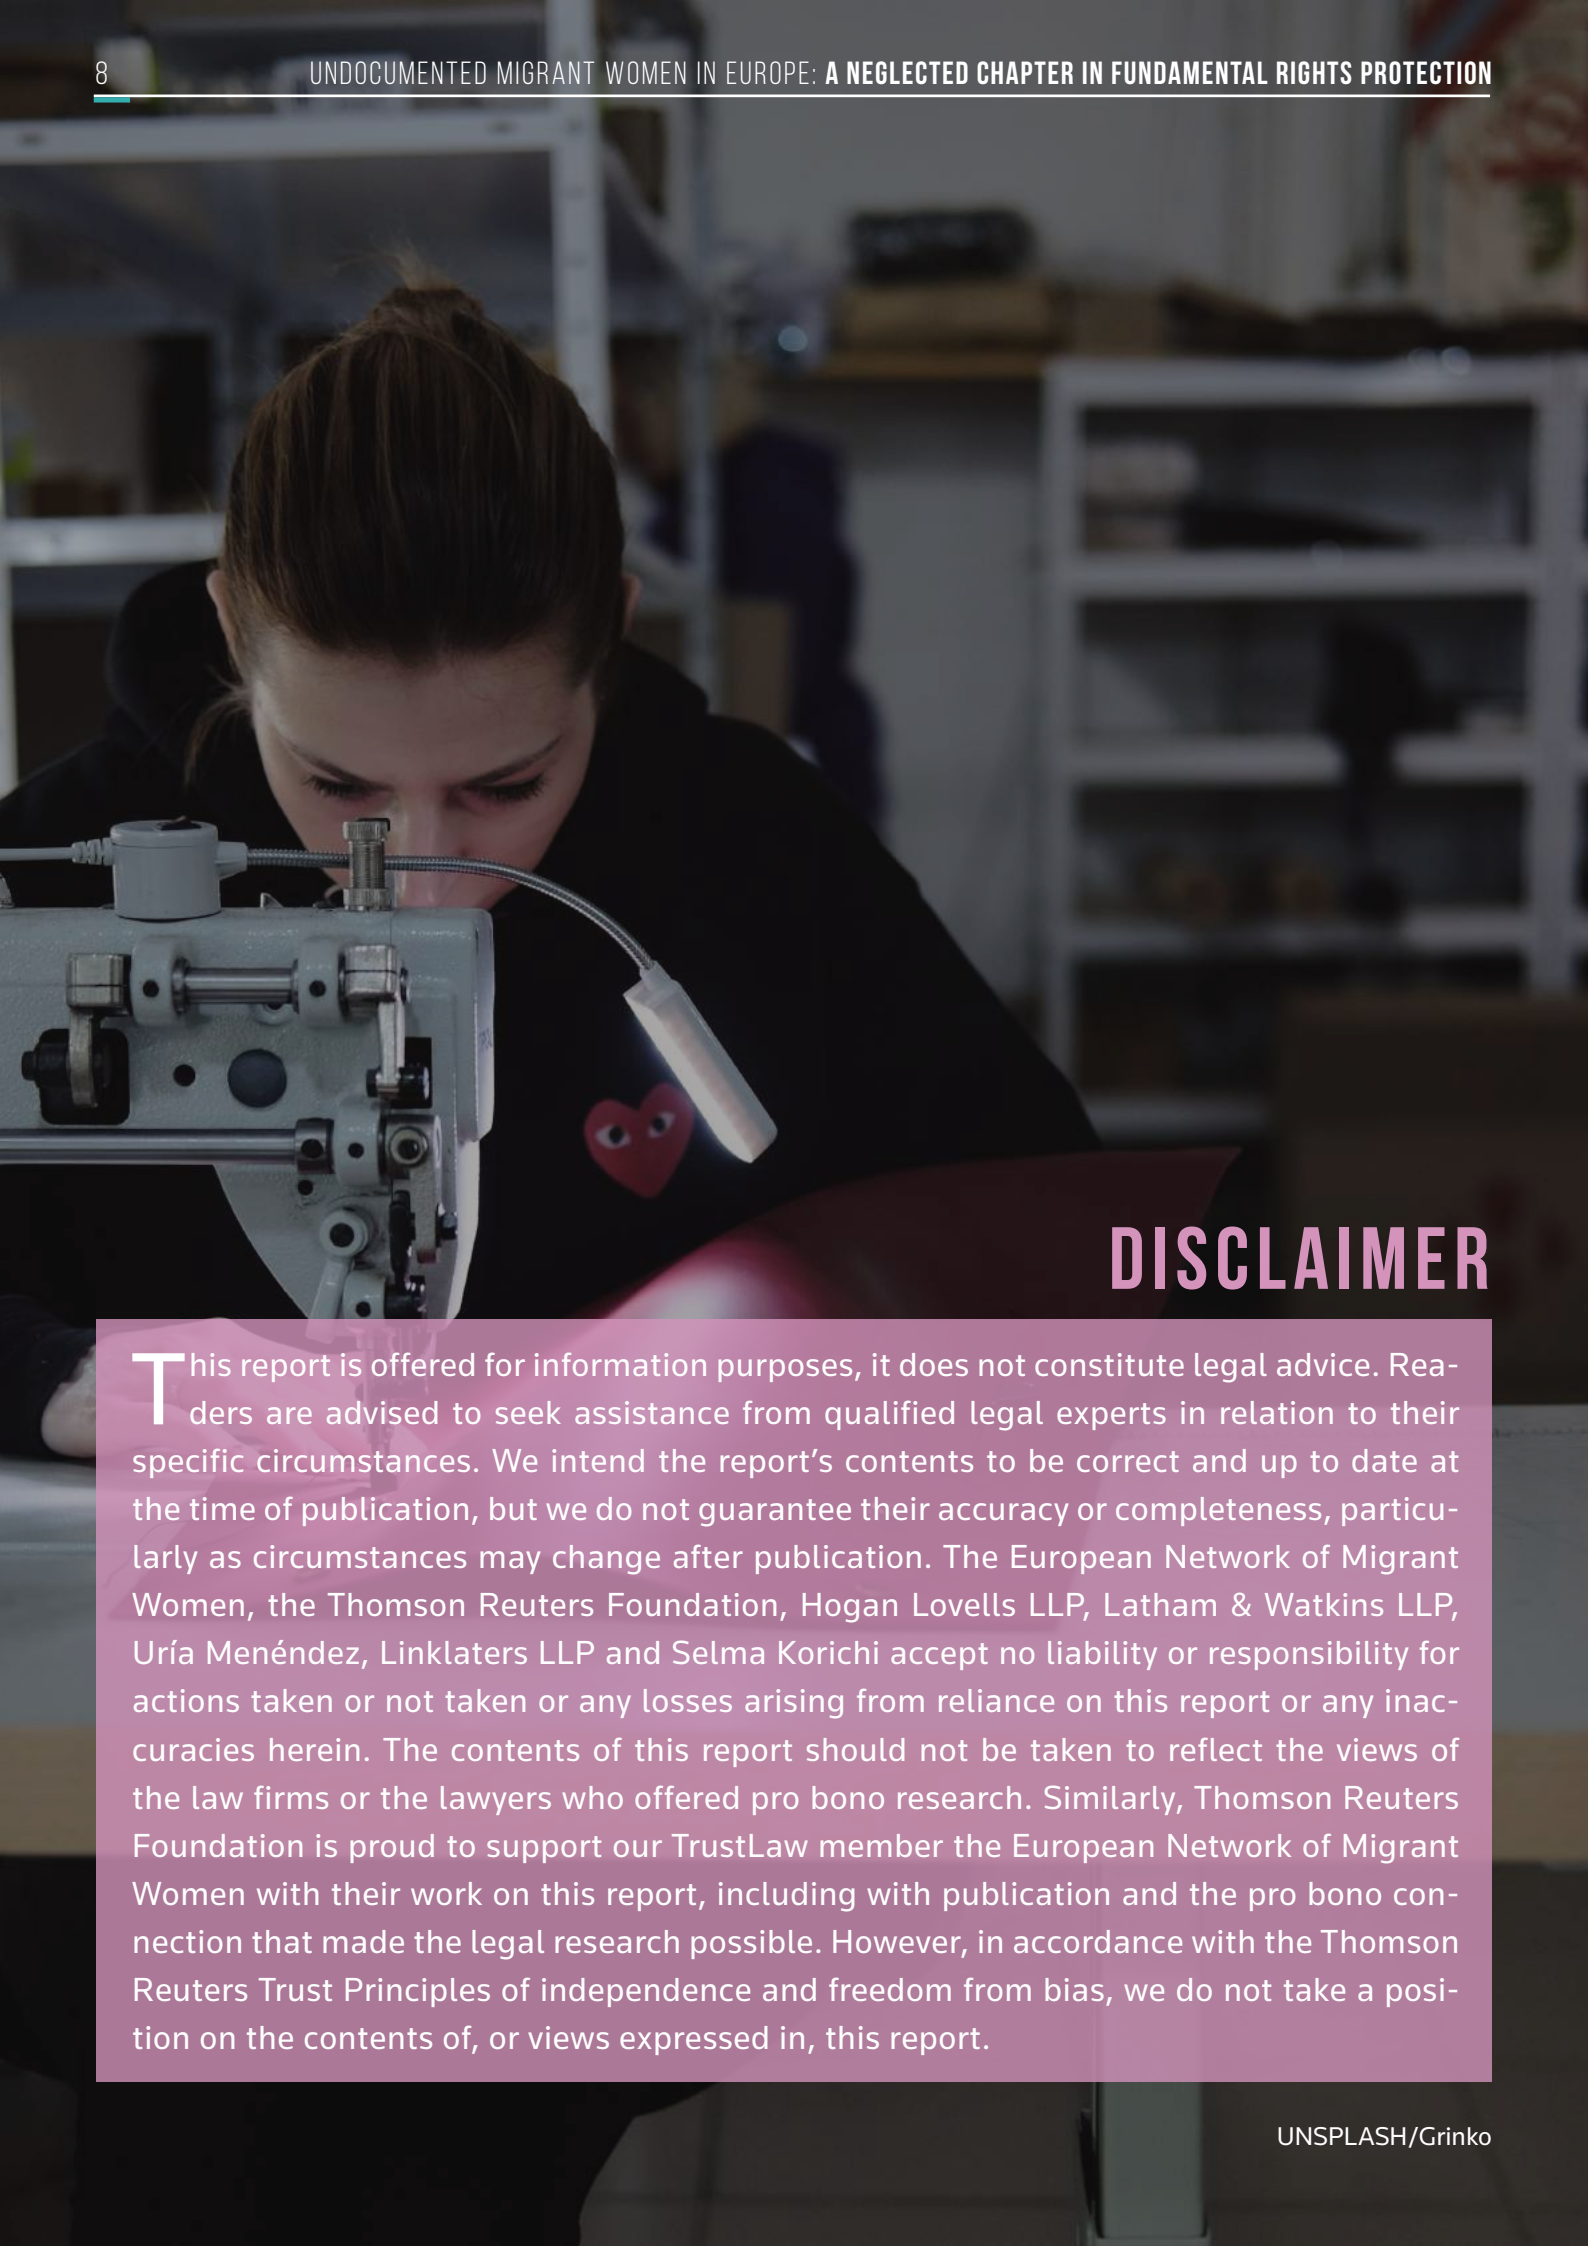 8
UNDOCUMENTED MIGRANT WOMEN IN EUROPE: A NEGLECTED CHAPTER IN FUNDAMENTAL RIGHTS PROTECTION
DISCLAIMER
This report is offered for information purposes, it does not constitute legal advice. Rea-
ders are advised to seek assistance from qualified legal experts in relation to their
specific circumstances. We intend the report’s contents to be correct and up to date at
the time of publication, but we do not guarantee their accuracy or completeness, particu-
larly as circumstances may change after publication. The European Network of Migrant
Women, the Thomson Reuters Foundation, Hogan Lovells LLP, Latham & Watkins LLP,
Uría Menéndez, Linklaters LLP and Selma Korichi accept no liability or responsibility for
actions taken or not taken or any losses arising from reliance on this report or any inac-
curacies herein. The contents of this report should not be taken to reflect the views of
the law firms or the lawyers who offered pro bono research. Similarly, Thomson Reuters
Foundation is proud to support our TrustLaw member the European Network of Migrant
Women with their work on this report, including with publication and the pro bono con-
nection that made the legal research possible. However, in accordance with the Thomson
Reuters Trust Principles of independence and freedom from bias, we do not take a posi-
tion on the contents of, or views expressed in, this report.
UNSPLASH/Grinko